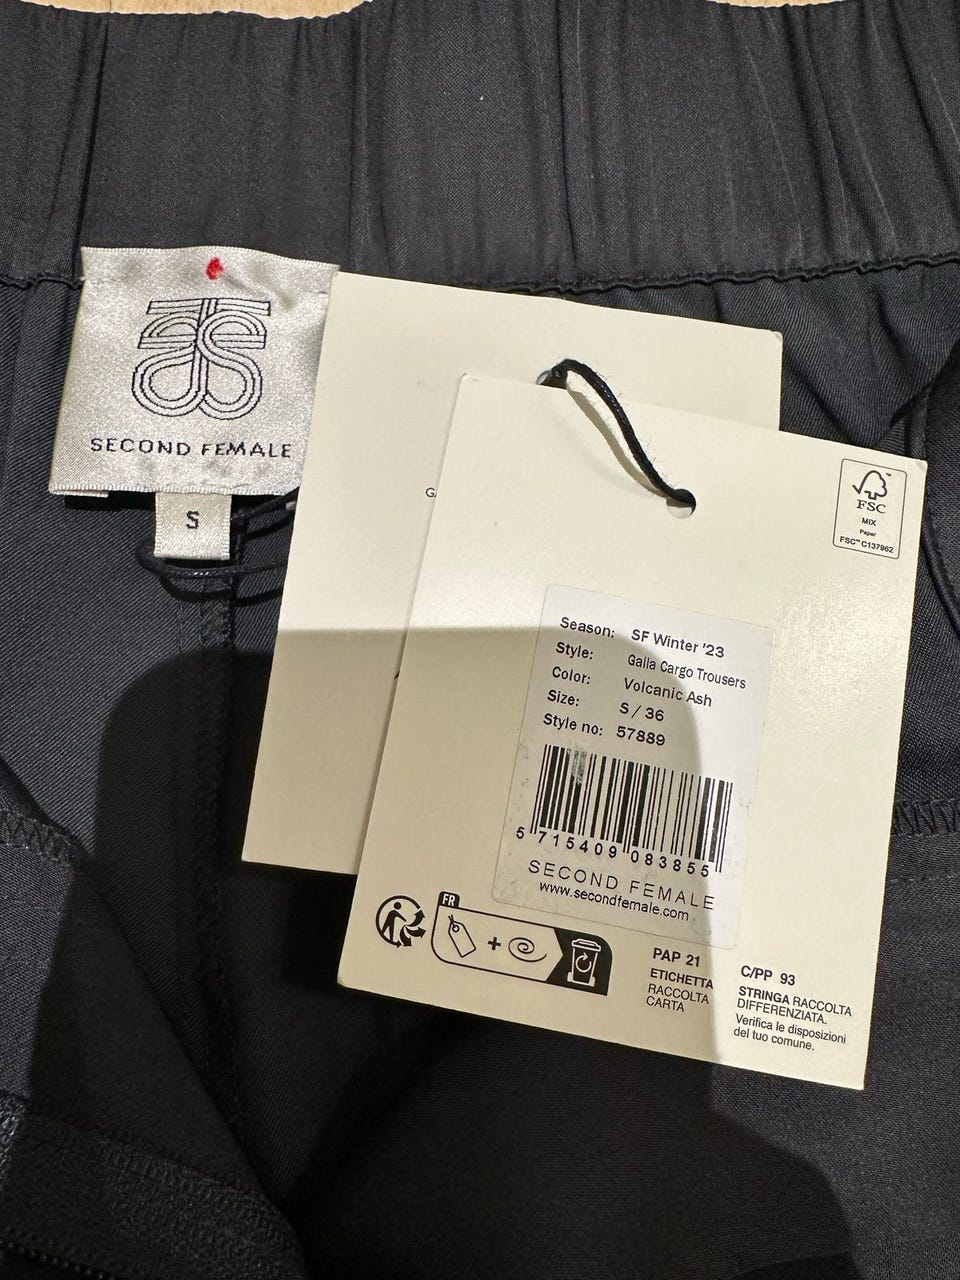 SECOND FEMALE
S
FSC
MIX
Paper
FSC™ C137962
Season: SF Winter '23
Style: Galla Cargo Trousers
Color: Volcanic Ash
Size: S / 36
Style no: 57889
5 715409 083855
SECOND FEMALE
www.secondfemale.com
FR
+
PAP 21
ETICHETTA
RACCOLTA
CARTA
C/PP 93
STRINGA RACCOLTA
DIFFERENZIATA.
Verifica le disposizioni
del tuo comune.